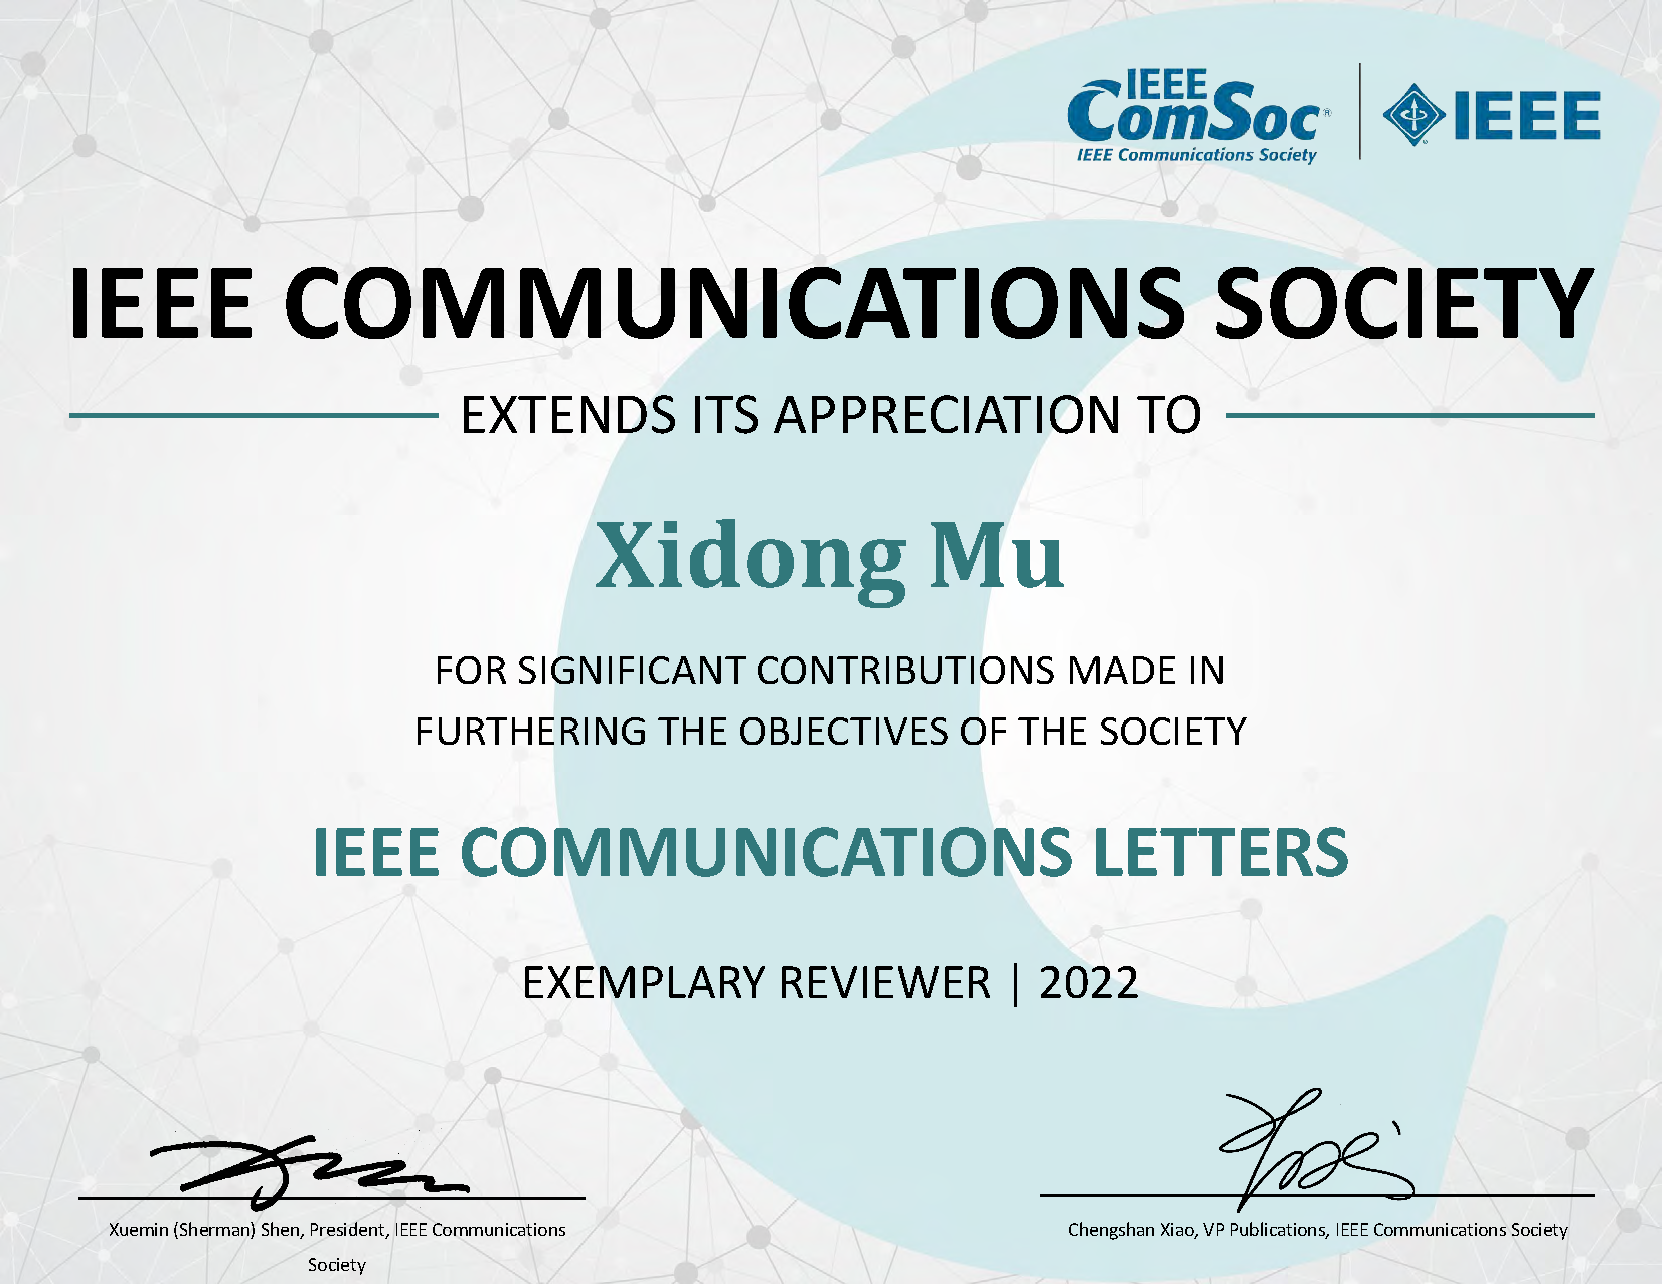 IEEE
ComSoc®
IEEE Communications Society
IEEE
IEEE COMMUNICATIONS SOCIETY
EXTENDS ITS APPRECIATION TO
Xidong Mu
FOR SIGNIFICANT CONTRIBUTIONS MADE IN
FURTHERING THE OBJECTIVES OF THE SOCIETY
IEEE COMMUNICATIONS LETTERS
EXEMPLARY REVIEWER | 2022
Xuemin (Sherman) Shen, President, IEEE Communications
Society
Chengshan Xiao, VP Publications, IEEE Communications Society